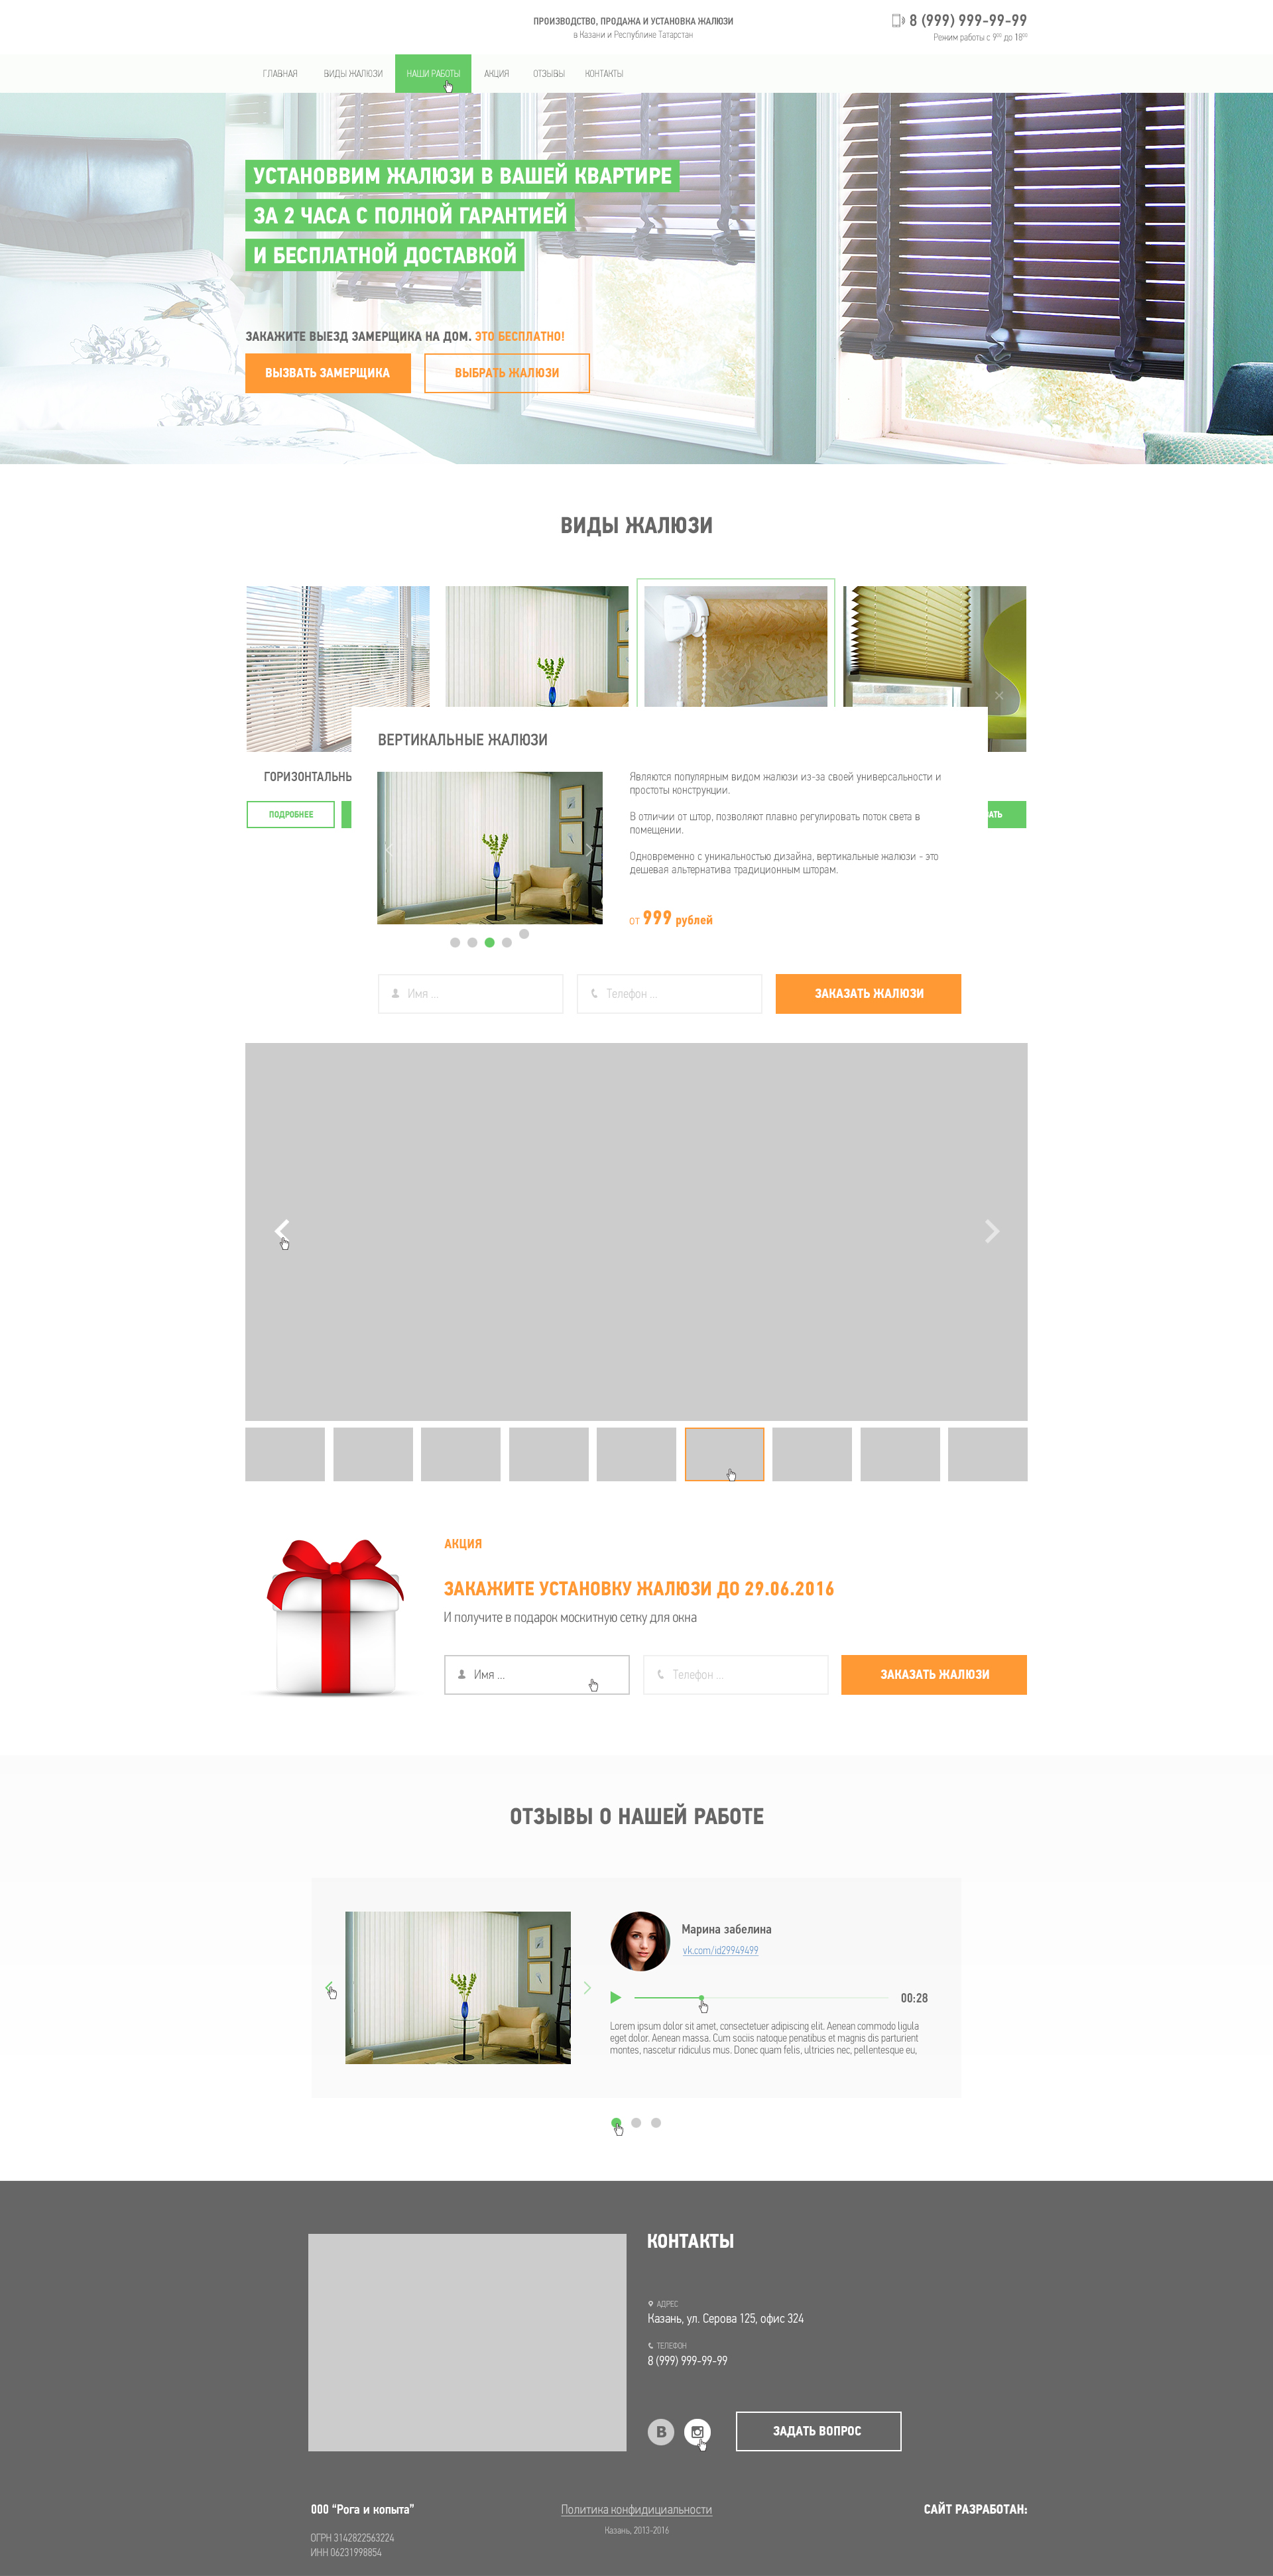 ПРОИЗВОДСТВО, ПРОДАЖА И УСТАНОВКА ЖАЛЮЗИ
в Казани и Республике Татарстан
8 (999) 999-99-99
Режим работы с 9⁰⁰ до 18⁰⁰
ГЛАВНАЯ ВИДЫ ЖАЛЮЗИ НАШИ РАБОТЫ АКЦИЯ ОТЗЫВЫ КОНТАКТЫ
УСТАНОВВИМ ЖАЛЮЗИ В ВАШЕЙ КВАРТИРЕ
ЗА 2 ЧАСА С ПОЛНОЙ ГАРАНТИЕЙ
И БЕСПЛАТНОЙ ДОСТАВКОЙ
ЗАКАЖИТЕ ВЫЕЗД ЗАМЕРЩИКА НА ДОМ. ЭТО БЕСПЛАТНО!
ВЫЗВАТЬ ЗАМЕРЩИКА ВЫБРАТЬ ЖАЛЮЗИ
ВИДЫ ЖАЛЮЗИ
ГОРИЗОНТАЛЬНЫ
ПОДРОБНЕЕ
АТЬ
ВЕРТИКАЛЬНЫЕ ЖАЛЮЗИ
Являются популярным видом жалюзи из-за своей универсальности и
простоты конструкции.
В отличии от штор, позволяют плавно регулировать поток света в
помещении.
Одновременно с уникальностью дизайна, вертикальные жалюзи - это
дешевая альтернатива традиционным шторам.
от 999 рублей
Имя ... Телефон ... ЗАКАЗАТЬ ЖАЛЮЗИ
АКЦИЯ
ЗАКАЖИТЕ УСТАНОВКУ ЖАЛЮЗИ ДО 29.06.2016
И получите в подарок москитную сетку для окна
Имя ... Телефон ... ЗАКАЗАТЬ ЖАЛЮЗИ
ОТЗЫВЫ О НАШЕЙ РАБОТЕ
Марина забелина
vk.com/id29949499
00:28
Lorem ipsum dolor sit amet, consectetuer adipiscing elit. Aenean commodo ligula
eget dolor. Aenean massa. Cum sociis natoque penatibus et magnis dis parturient
montes, nascetur ridiculus mus. Donec quam felis, ultricies nec, pellentesque eu,
КОНТАКТЫ
АДРЕС
Казань, ул. Серова 125, офис 324
ТЕЛЕФОН
8 (999) 999-99-99
В ЗАДАТЬ ВОПРОС
ООО “Рога и копыта”
ОГРН 3142822563224
ИНН 06231998854
Политика конфидициальности
Казань, 2013-2016
САЙТ РАЗРАБОТАН: